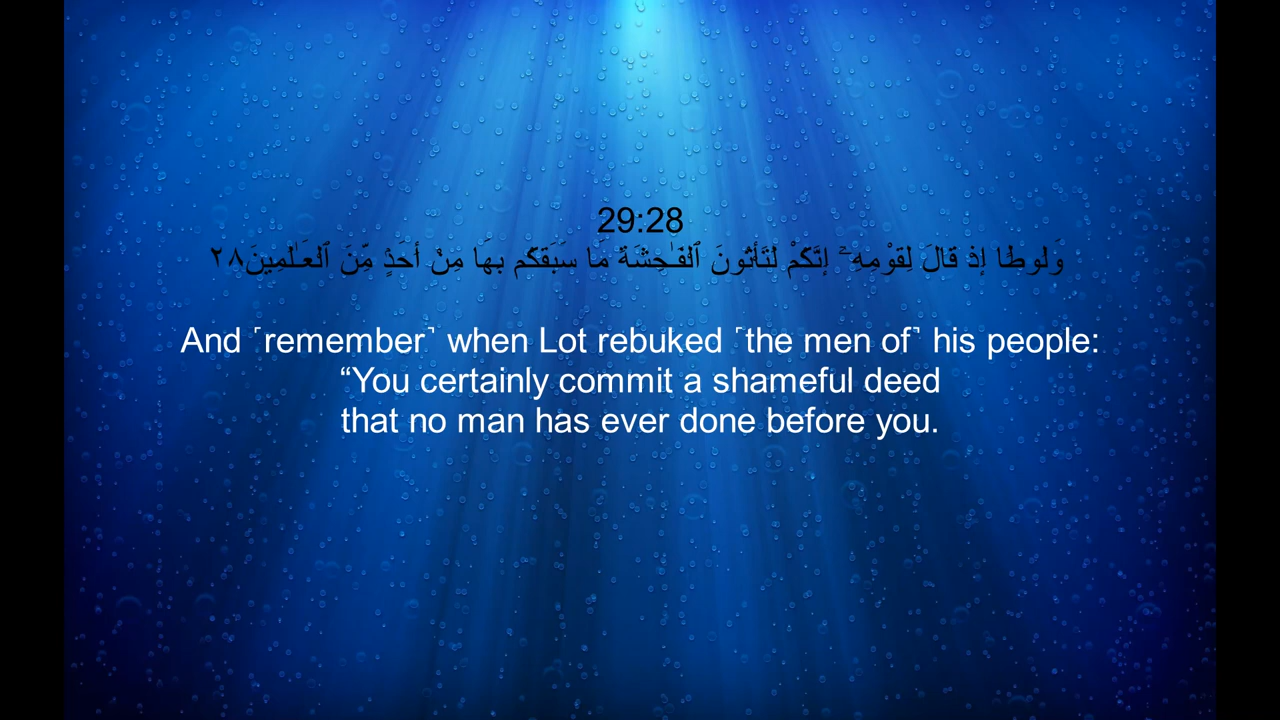 29:28
وَلُوطًا إِذْ قَالَ لِقَوْمِهِۦٓ إِنَّكُمْ لَتَأْتُونَ ٱلْفَـٰحِشَةَ مَا سَبَقَكُم بِهَا مِنْ أَحَدٍۢ مِّنَ ٱلْعَـٰلَمِينَ ٢٨
And ˹remember˺ when Lot rebuked ˹the men of˺ his people:
“You certainly commit a shameful deed
that no man has ever done before you.